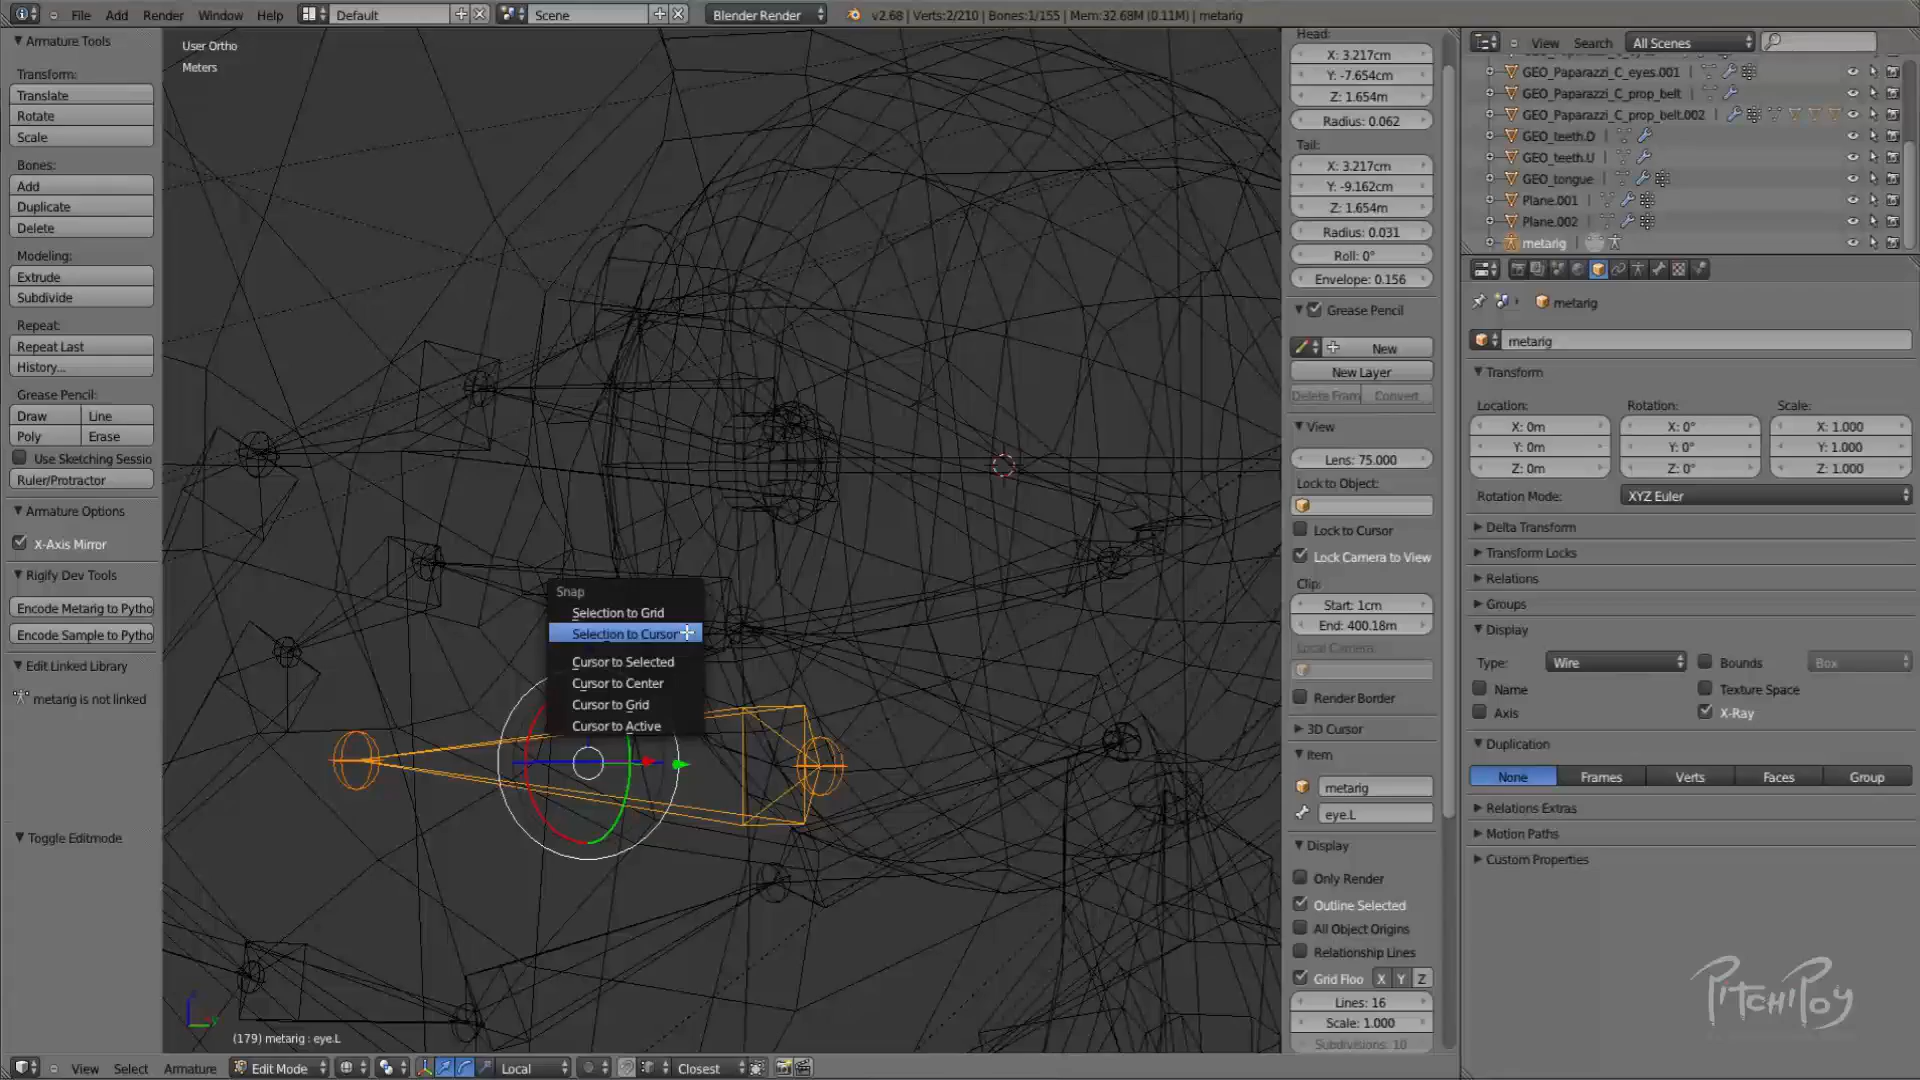 File Add Render Window Help Default Scene Blender Render v2.68 | Verts:2/210 | Bones:1/155 | Mem:32.68M (0.11M) | metarig
Armature Tools
Transform:
Translate
Rotate
Scale
Bones:
Add
Duplicate
Delete
Modeling:
Extrude
Subdivide
Repeat:
Repeat Last
History...
Grease Pencil:
Draw Line
Poly Erase
Use Sketching Sessio
Ruler/Protractor
Armature Options
X-Axis Mirror
Rigify Dev Tools
Encode Metarig to Pytho
Encode Sample to Pytho
Edit Linked Library
metarig is not linked
Toggle Editmode
User Ortho
Meters
Snap
Selection to Grid
Selection to Cursor
Cursor to Selected
Cursor to Center
Cursor to Grid
Cursor to Active
(179) metarig : eye.L
View Select Armature Edit Mode Local Closest
Head:
X: 3.217cm
Y: -7.654cm
Z: 1.654m
Radius: 0.062
Tail:
X: 3.217cm
Y: -9.162cm
Z: 1.654m
Radius: 0.031
Roll: 0°
Envelope: 0.156
Grease Pencil
New
New Layer
Delete Fram Convert
View
Lens: 75.000
Lock to Object:
Lock to Cursor
Lock Camera to View
Clip:
Start: 1cm
End: 400.18m
Local Camera:
Render Border
3D Cursor
Item
metarig
eye.L
Display
Only Render
Outline Selected
All Object Origins
Relationship Lines
Grid Floo X Y Z
Lines: 16
Scale: 1.000
Subdivisions: 10
View Search All Scenes
GEO_Paparazzi_C_eyes.001
GEO_Paparazzi_C_prop_belt
GEO_Paparazzi_C_prop_belt.002
GEO_teeth.D
GEO_teeth.U
GEO_tongue
Plane.001
Plane.002
metarig
metarig
metarig
Transform
Location: Rotation: Scale:
X: 0m X: 0° X: 1.000
Y: 0m Y: 0° Y: 1.000
Z: 0m Z: 0° Z: 1.000
Rotation Mode: XYZ Euler
Delta Transform
Transform Locks
Relations
Groups
Display
Type: Wire Bounds Box
Name Texture Space
Axis X-Ray
Duplication
None Frames Verts Faces Group
Relations Extras
Motion Paths
Custom Properties
PitchiPoy